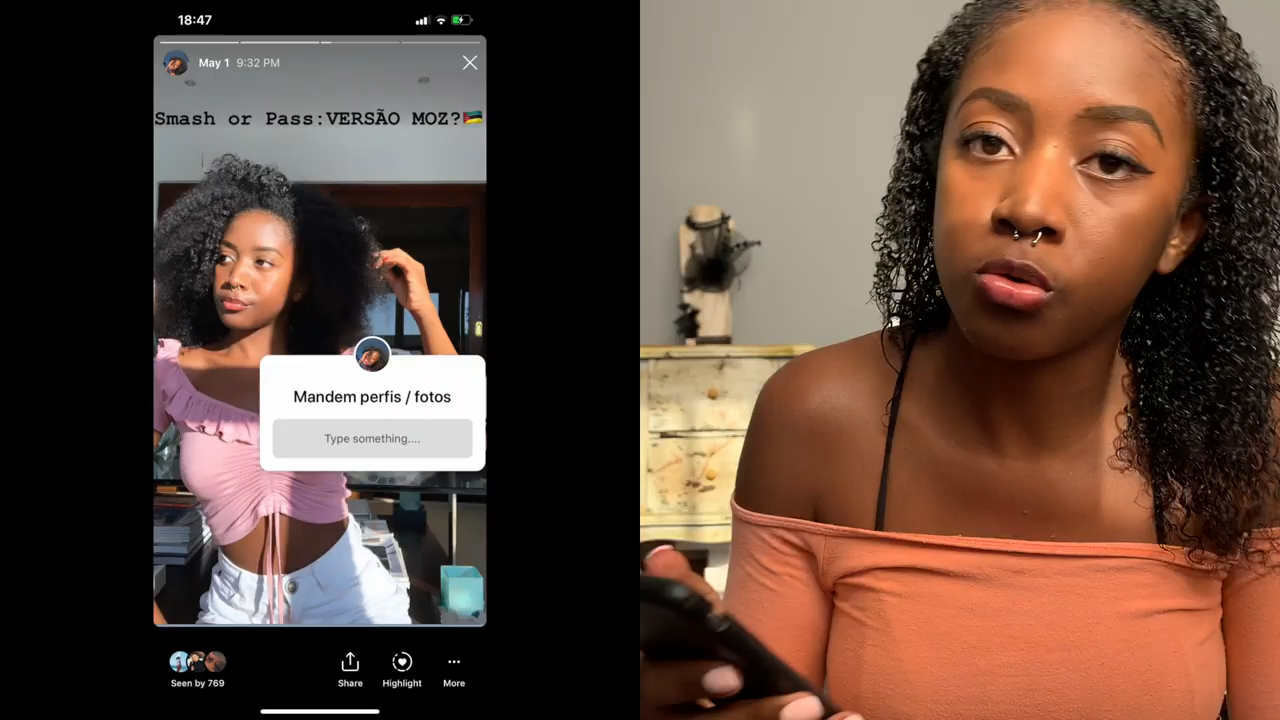 18:47
May 1 9:32 PM
Smash or Pass:VERSÃO MOZ?🇲🇿
Mandem perfis / fotos
Type something....
Seen by 769
Share
Highlight
More